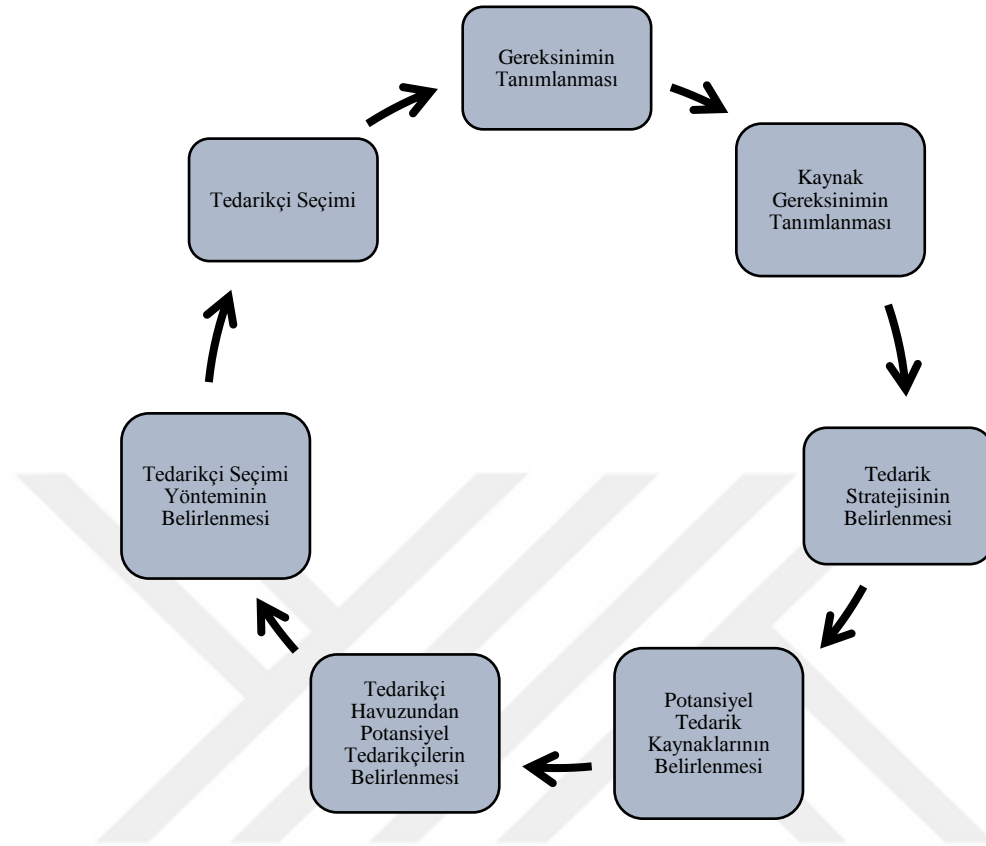 Gereksinimin
Tanımlanması
Kaynak
Gereksinimin
Tanımlanması
Tedarik
Stratejisinin
Belirlenmesi
Potansiyel
Tedarik
Kaynaklarının
Belirlenmesi
Tedarikçi
Havuzundan
Potansiyel
Tedarikçilerin
Belirlenmesi
Tedarikçi Seçimi
Yönteminin
Belirlenmesi
Tedarikçi Seçimi